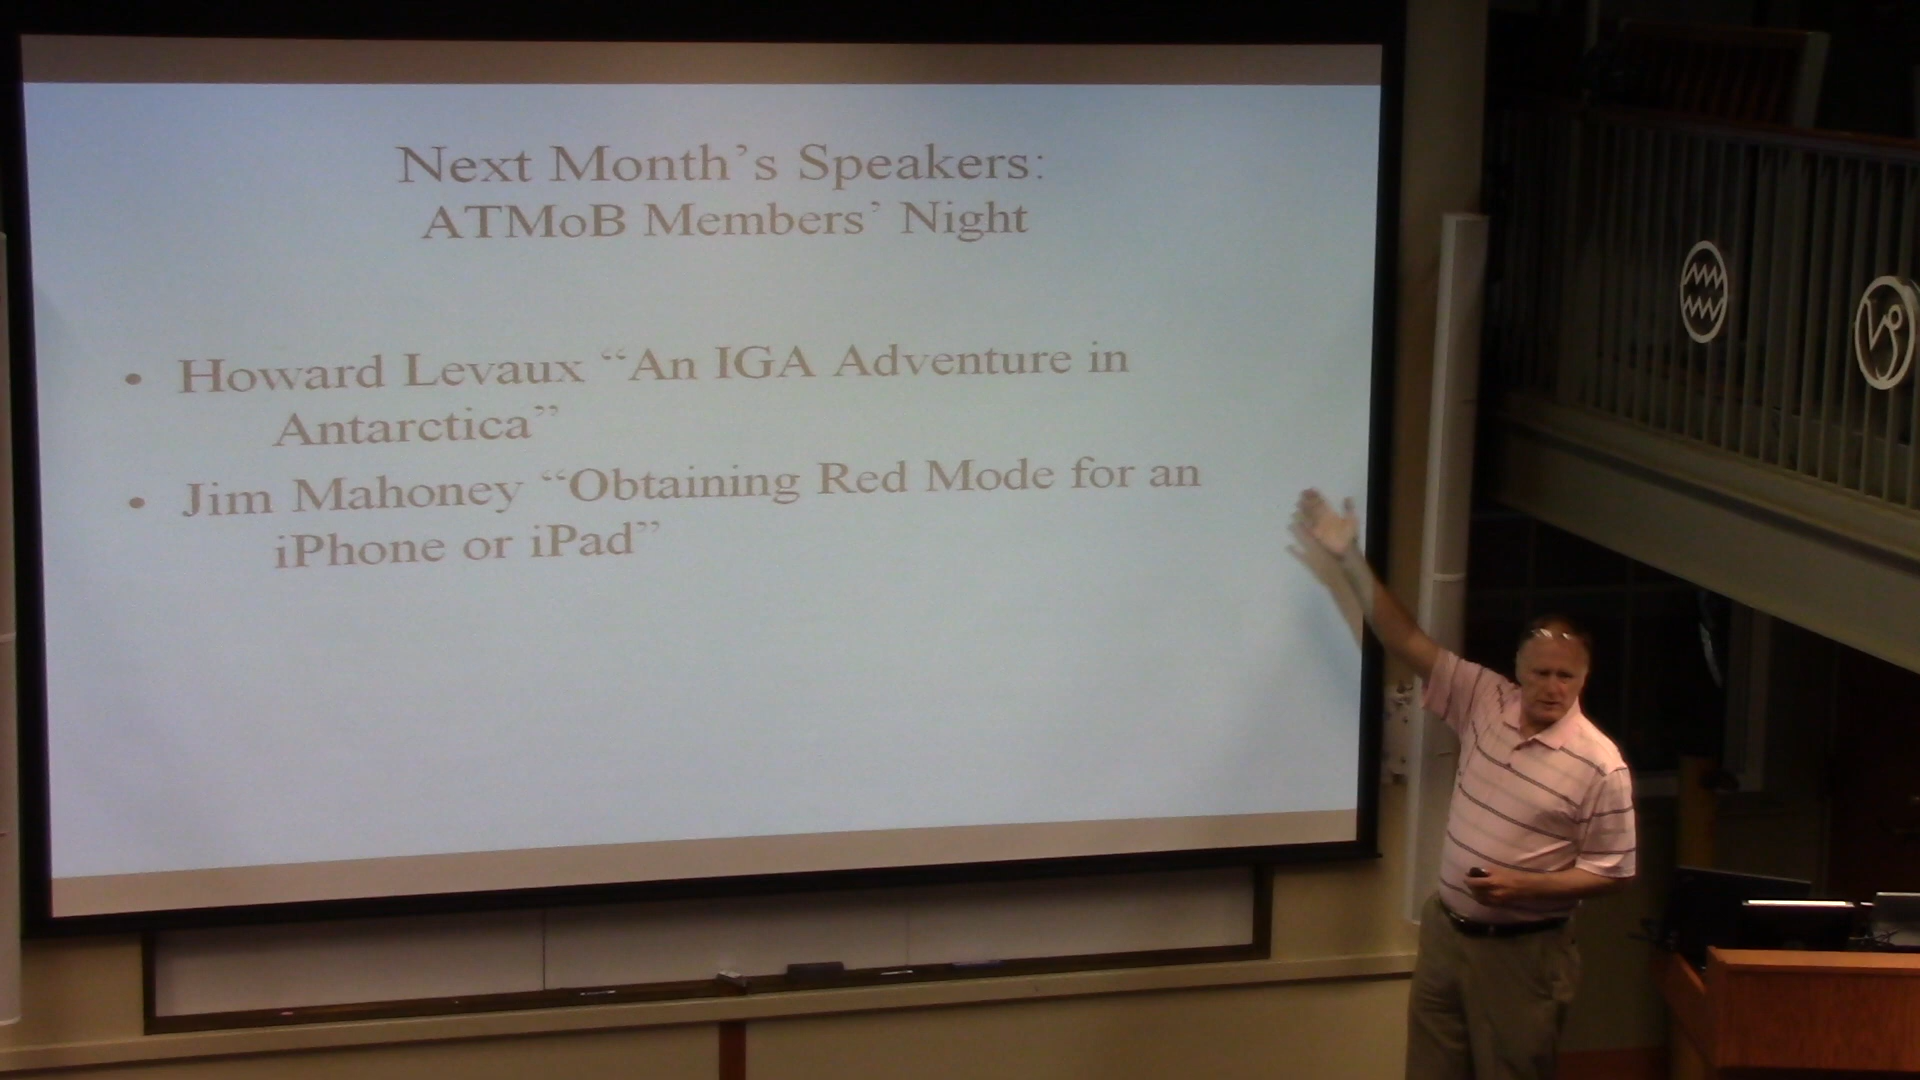 Next Month’s Speakers:
ATMoB Members’ Night
• Howard Levaux “An IGA Adventure in
Antarctica”
• Jim Mahoney “Obtaining Red Mode for an
iPhone or iPad”